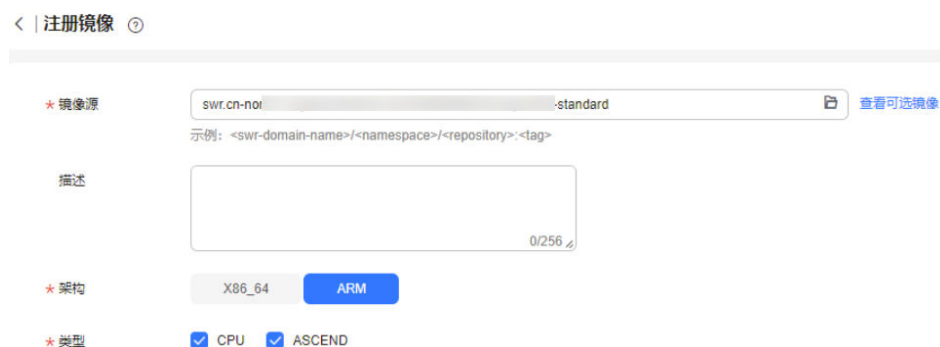 注册镜像
* 镜像源 swr.cn-nor -standard 查看可选镜像
示例：<swr-domain-name>/<namespace>/<repository>:<tag>
描述
0/256
* 架构 X86_64 ARM
* 类型 CPU ASCEND